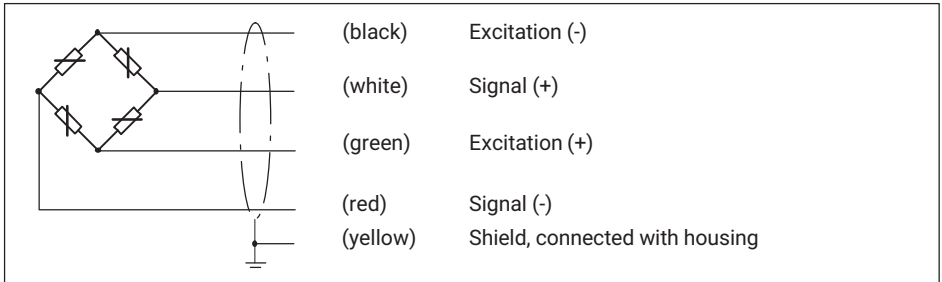 (black) Excitation (-)
(white) Signal (+)
(green) Excitation (+)
(red) Signal (-)
(yellow) Shield, connected with housing